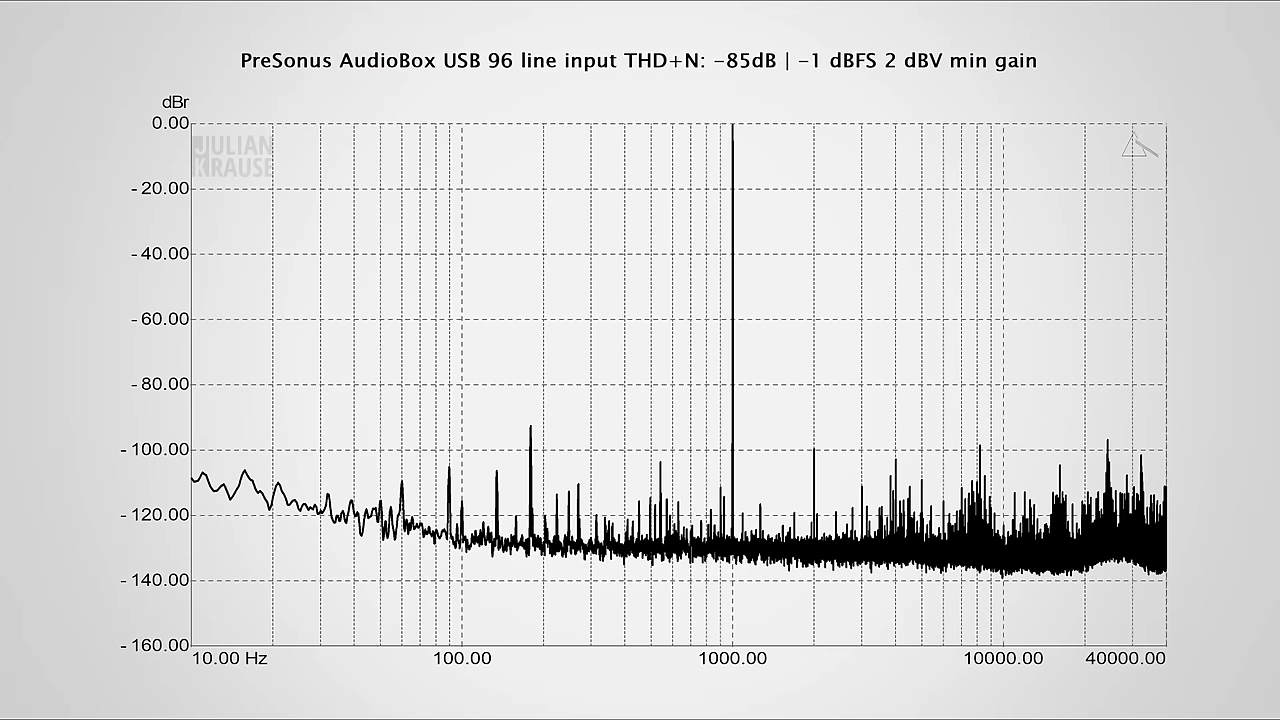 PreSonus AudioBox USB 96 line input THD+N: -85dB | -1 dBFS 2 dBV min gain
dBr
0.00
JULIAN
KRAUSE
-20.00
-40.00
-60.00
-80.00
-100.00
-120.00
-140.00
-160.00
10.00 Hz 100.00 1000.00 10000.00 40000.00